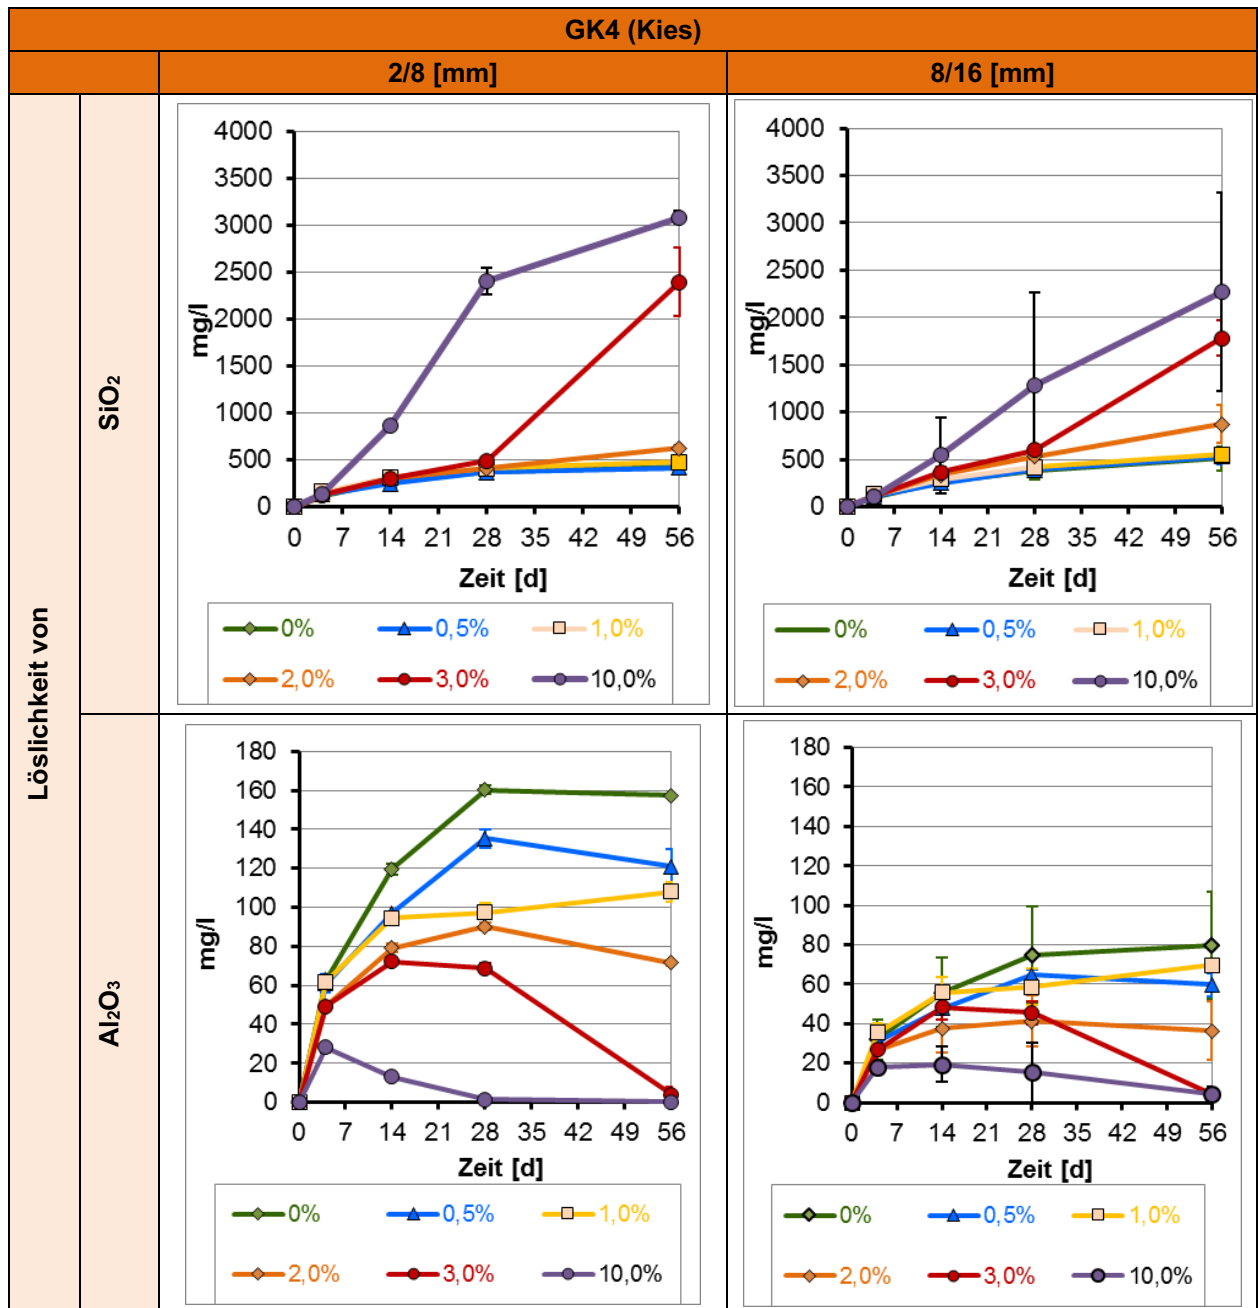 GK4 (Kies)
2/8 [mm]
8/16 [mm]
Löslichkeit von
SiO₂
mg/l
4000
3500
3000
2500
2000
1500
1000
500
0
0 7 14 21 28 35 42 49 56
Zeit [d]
0% 0,5% 1,0%
2,0% 3,0% 10,0%
mg/l
4000
3500
3000
2500
2000
1500
1000
500
0
0 7 14 21 28 35 42 49 56
Zeit [d]
0% 0,5% 1,0%
2,0% 3,0% 10,0%
Al₂O₃
mg/l
180
160
140
120
100
80
60
40
20
0
0 7 14 21 28 35 42 49 56
Zeit [d]
0% 0,5% 1,0%
2,0% 3,0% 10,0%
mg/l
180
160
140
120
100
80
60
40
20
0
0 7 14 21 28 35 42 49 56
Zeit [d]
0% 0,5% 1,0%
2,0% 3,0% 10,0%